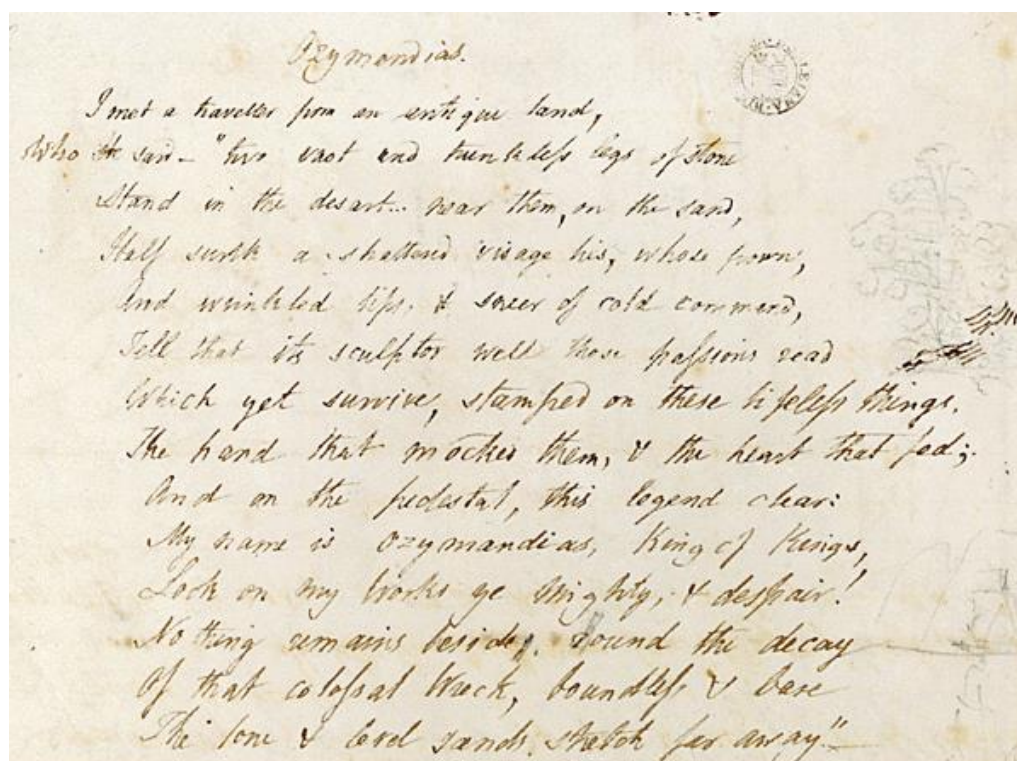 Ozymandias.
I met a traveller from an antique land,
Who said — "two vast and trunkless legs of stone
Stand in the desart... near them, on the sand,
Half sunk a shattered visage lies, whose frown,
And wrinkled lips, & sneer of cold command,
Tell that its sculptor well those passions read
Which yet survive, stamped on these lifeless things,
The hand that mocked them, & the heart that fed;
And on the pedestal, this legend clear:
My name is Ozymandias, King of Kings,
Look on my works ye Mighty, & despair!
No thing remains beside. Round the decay
Of that colossal Wreck, boundless & bare
The lone & level sands stretch far away."—